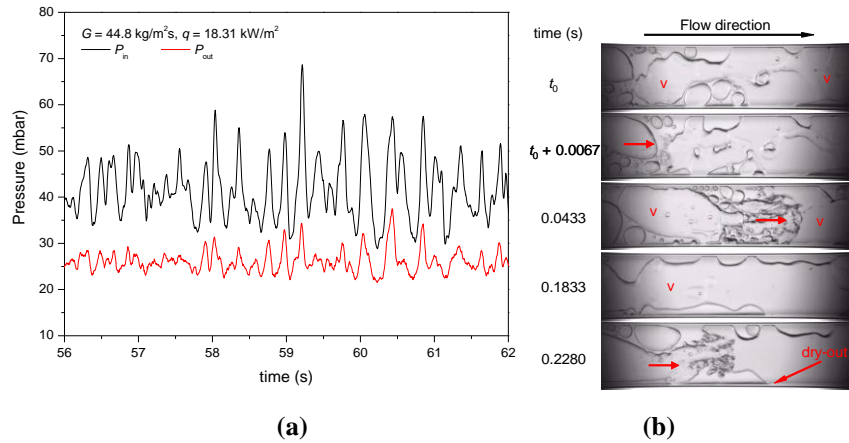 (a)
G = 44.8 kg/m²s, q = 18.31 kW/m²
P_in P_out
80
70
60
50
40
30
20
10
Pressure (mbar)
56 57 58 59 60 61 62
time (s)
(a)
time (s) Flow direction
t₀
v v
t₀ + 0.0067
0.0433
v v
0.1833
v
0.2280
dry-out
(b)